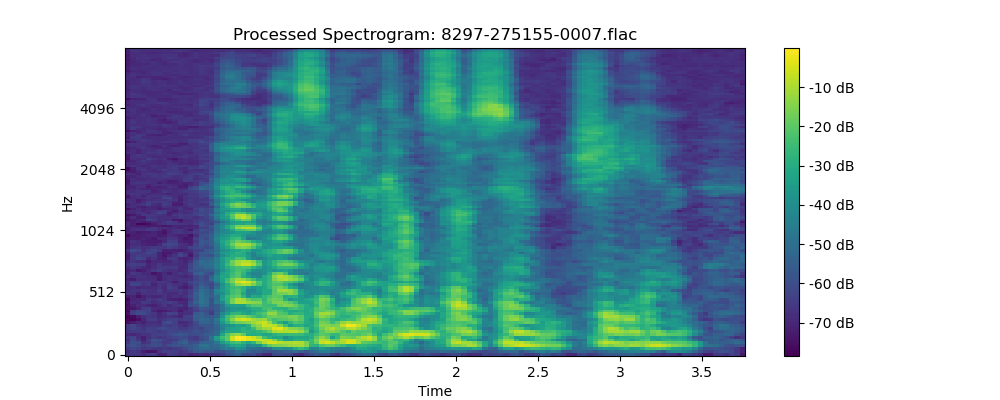 Processed Spectrogram: 8297-275155-0007.flac
Hz
4096
2048
1024
512
0
0 0.5 1 1.5 2 2.5 3 3.5
Time
-10 dB
-20 dB
-30 dB
-40 dB
-50 dB
-60 dB
-70 dB